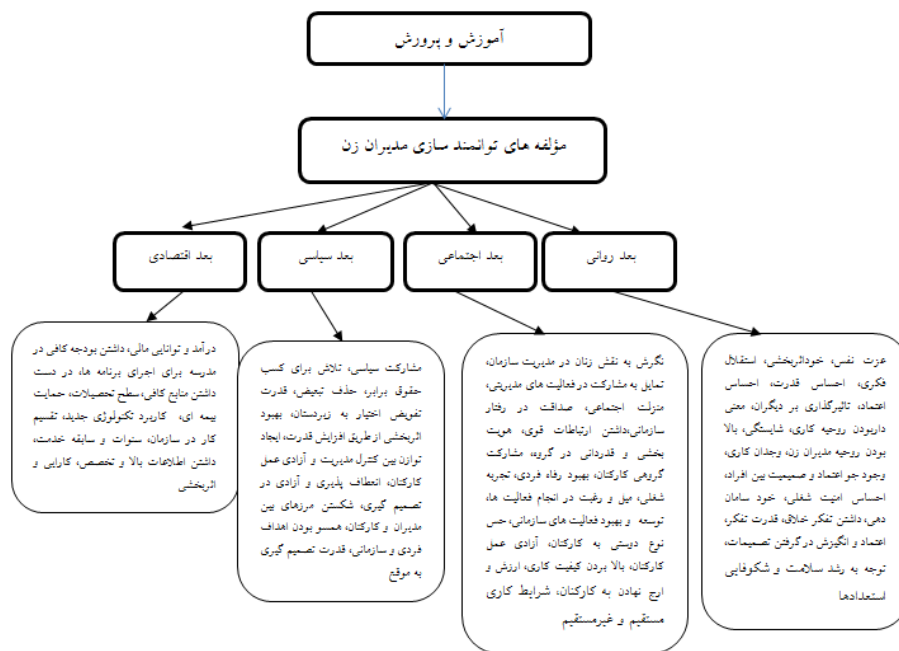 آموزش و پرورش
مؤلفه های توانمند سازی مدیران زن
بعد روانی
بعد اجتماعی
بعد سیاسی
بعد اقتصادی
عزت نفس، خوداثربخشی، استقلال
فکری، احساس قدرت، احساس
اعتماد، تاثیرگذاری بر دیگران، معنی
داربودن روحیه کاری، شایستگی، بالا
بودن روحیه مدیران زن، وجدان کاری،
وجود جو اعتماد و صمیمیت بین افراد،
احساس امنیت شغلی، خود سامان
دهی، داشتن تفکر خلاق، قدرت تفکر،
اعتماد و انگیزش در گرفتن تصمیمات،
توجه به رشد سلامت و شکوفایی
استعدادها
نگرش به نقش زنان در مدیریت سازمان،
تمایل به مشارکت در فعالیت های مدیریتی،
منزلت اجتماعی، صداقت در رفتار
سازمانی،داشتن ارتباطات قوی، هویت
بخشی و قدردانی در گروه، مشارکت
گروهی کارکنان، بهبود رفاه فردی، تجربه
شغلی، میل و رغبت در انجام فعالیت ها،
توسعه و بهبود فعالیت های سازمانی، حس
نوع دوستی به کارکنان، آزادی عمل
کارکنان، بالا بردن کیفیت کاری، ارزش و
ارج نهادن به کارکنان، شرایط کاری
مستقیم و غیرمستقیم
مشارکت سیاسی، تلاش برای کسب
حقوق برابر، حذف تبعیض، قدرت
تفویض اختیار به زیردستان، بهبود
اثربخشی از طریق افزایش قدرت، ایجاد
توازن بین کنترل مدیریت و آزادی عمل
کارکنان، انعطاف پذیری و آزادی در
تصمیم گیری، شکستن مرزهای بین
مدیران و کارکنان، همسو بودن اهداف
فردی و سازمانی، قدرت تصمیم گیری
به موقع
درآمد و توانایی مالی، داشتن بودجه کافی در
مدرسه برای اجرای برنامه ها، در دست
داشتن منابع کافی، سطح تحصیلات، حمایت
بیمه ای، کاربرد تکنولوژی جدید، تقسیم
کار در سازمان، سنوات و سابقه خدمت،
داشتن اطلاعات بالا و تخصص، کارایی و
اثربخشی